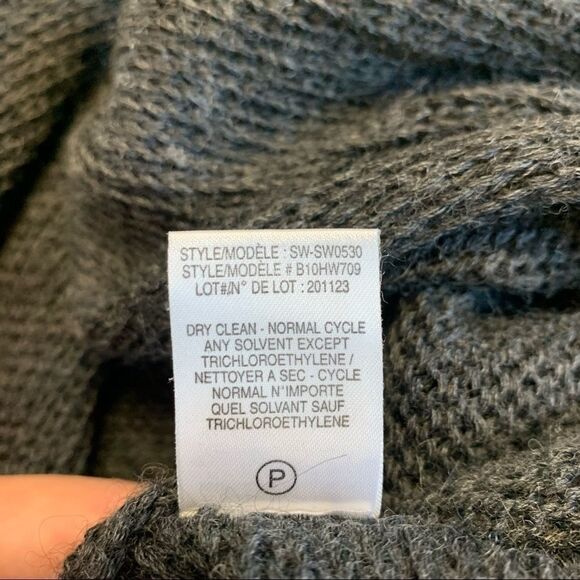 STYLE/MODÈLE : SW-SW0530
STYLE/MODÈLE # B10HW709
LOT#/N° DE LOT : 201123
DRY CLEAN - NORMAL CYCLE
ANY SOLVENT EXCEPT
TRICHLOROETHYLENE /
NETTOYER A SEC - CYCLE
NORMAL N'IMPORTE
QUEL SOLVANT SAUF
TRICHLOROETHYLENE
P